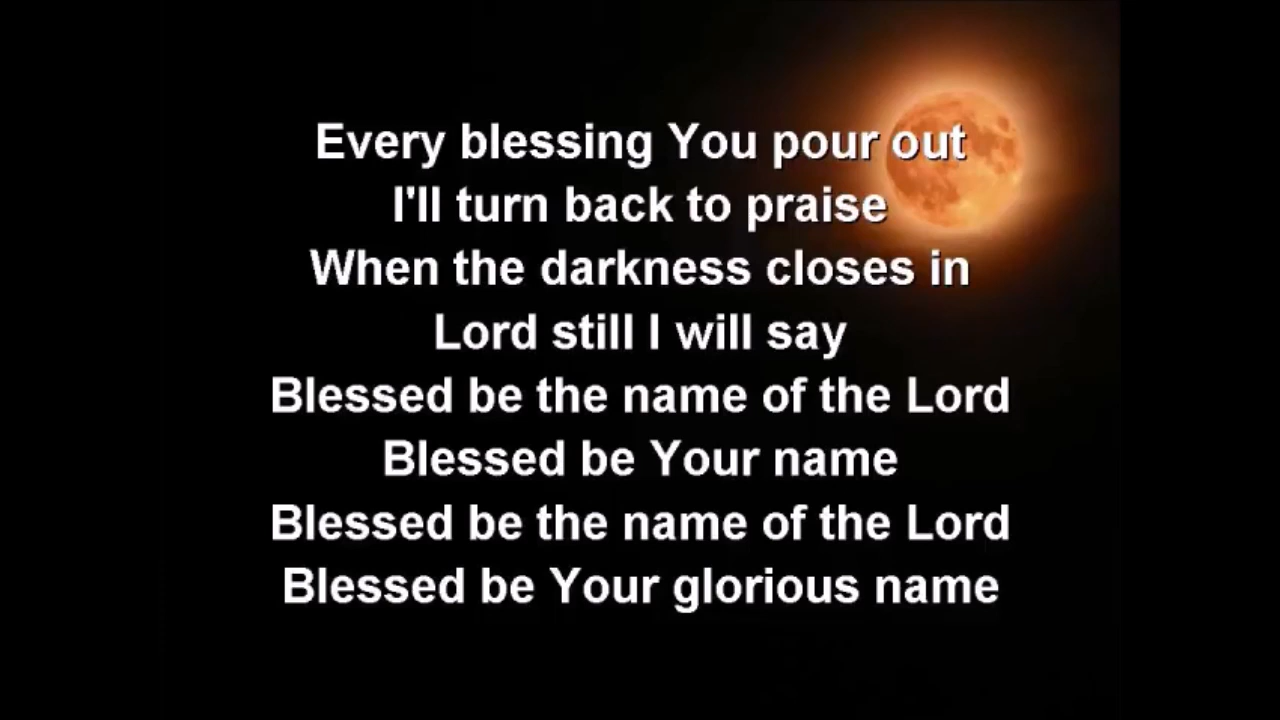 Every blessing You pour out
I'll turn back to praise
When the darkness closes in
Lord still I will say
Blessed be the name of the Lord
Blessed be Your name
Blessed be the name of the Lord
Blessed be Your glorious name